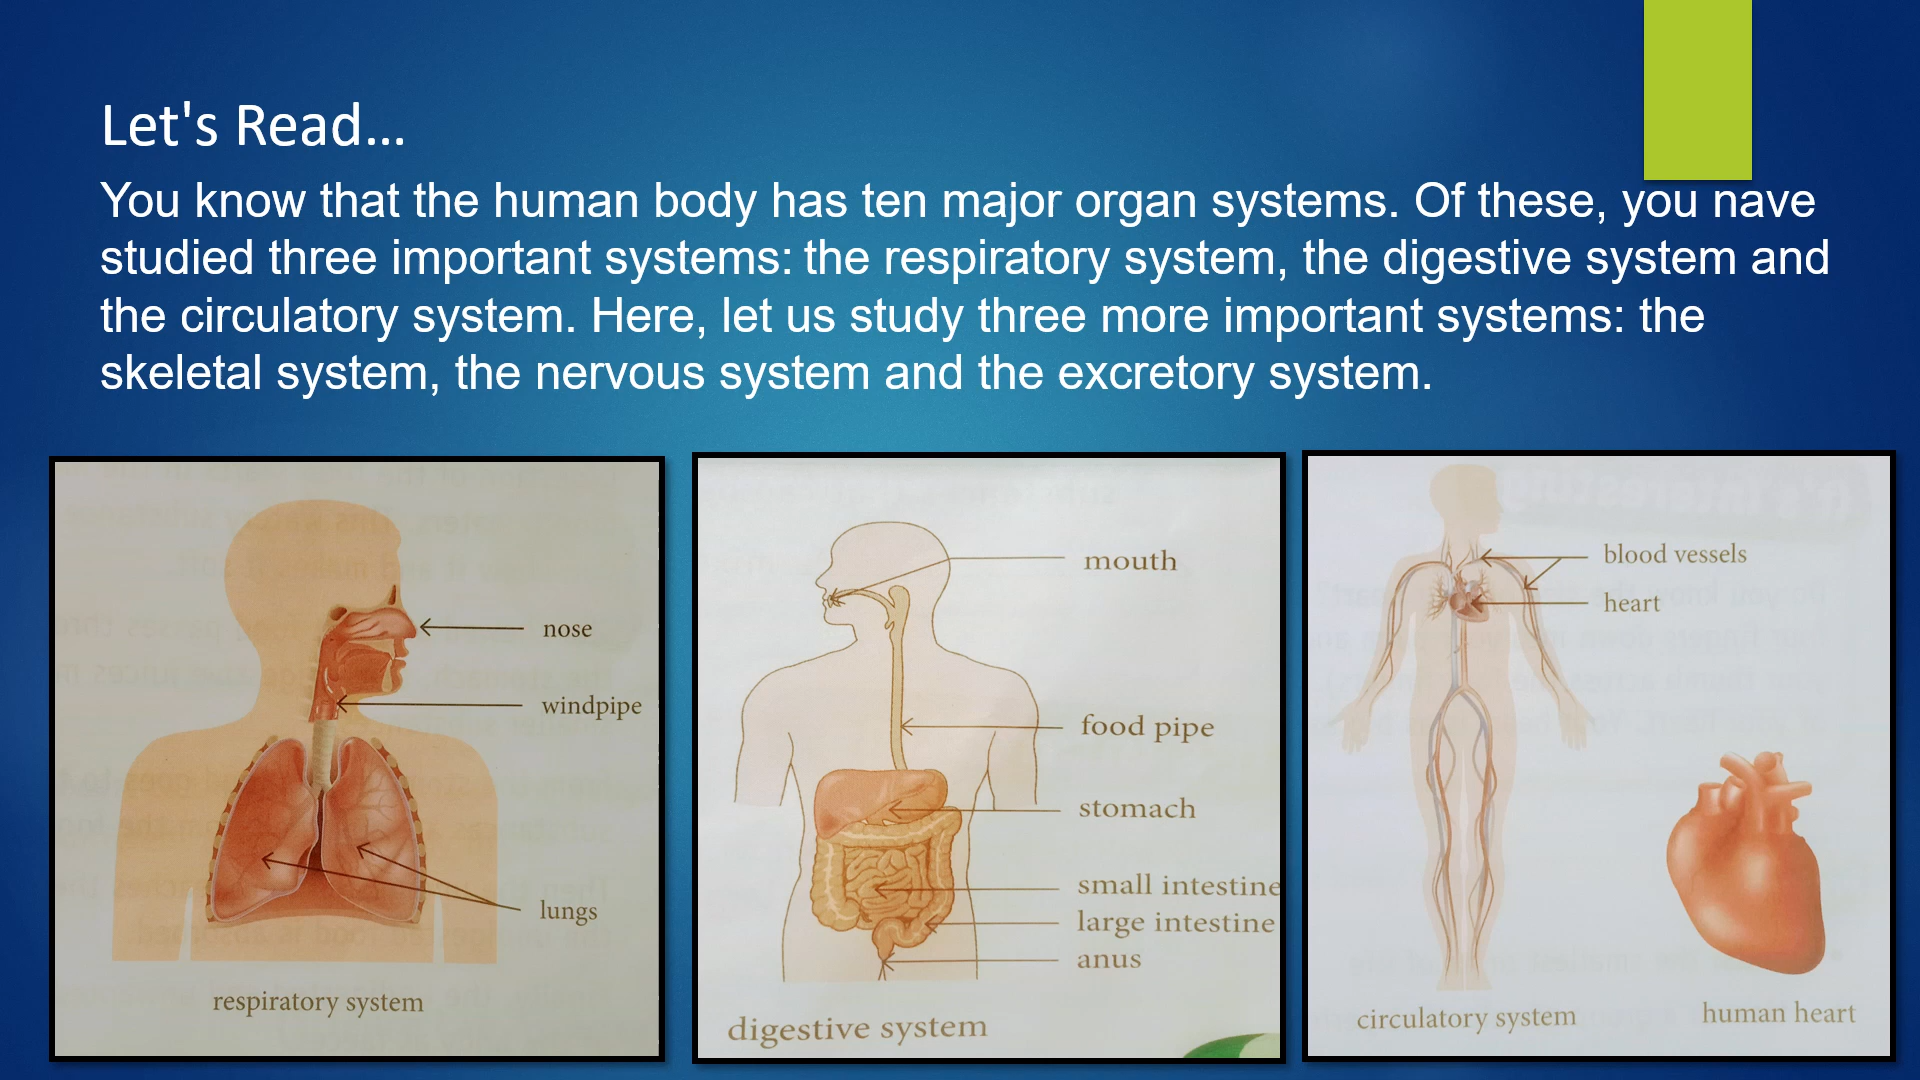 Let's Read...
You know that the human body has ten major organ systems. Of these, you have
studied three important systems: the respiratory system, the digestive system and
the circulatory system. Here, let us study three more important systems: the
skeletal system, the nervous system and the excretory system.
nose
windpipe
lungs
respiratory system
mouth
food pipe
stomach
small intestine
large intestine
anus
digestive system
blood vessels
heart
circulatory system
human heart